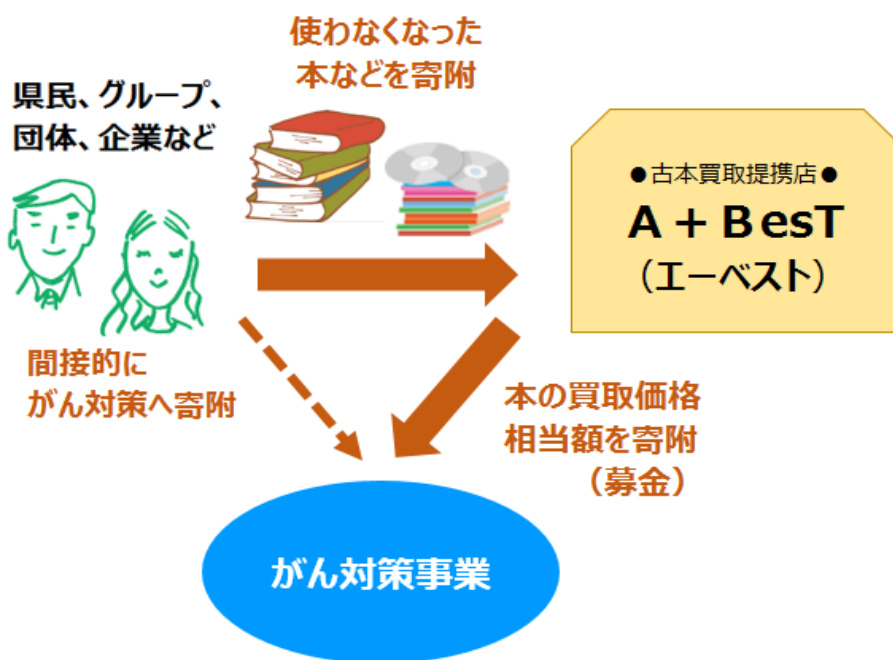 使わなくなった
本などを寄附
県民、グループ、
団体、企業など
●古本買取提携店●
A+BesT
（エーベスト）
間接的に
がん対策へ寄附
本の買取価格
相当額を寄附
（募金）
がん対策事業